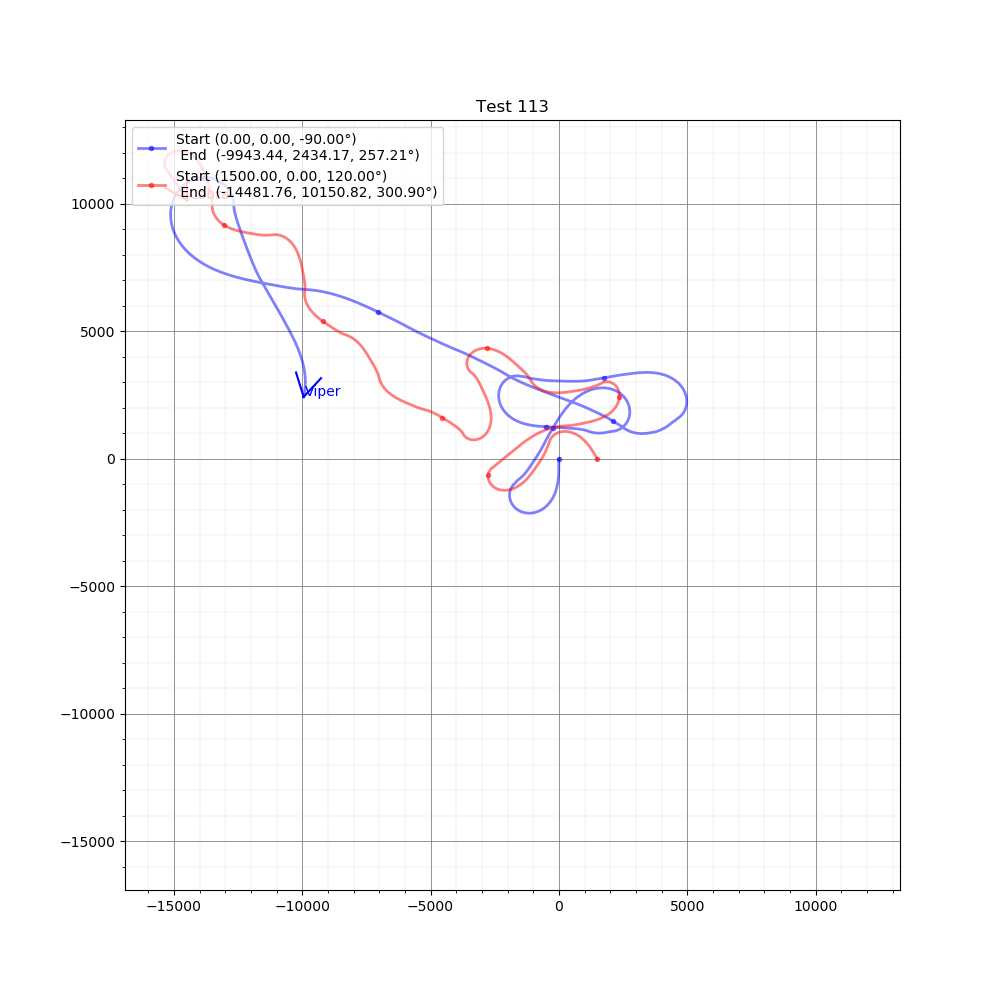 Test 113
Start (0.00, 0.00, -90.00°)
End  (-9943.44, 2434.17, 257.21°)
Start (1500.00, 0.00, 120.00°)
End  (-14481.76, 10150.82, 300.90°)
10000
5000
0
−5000
−10000
−15000
Viper
−15000
−10000
−5000
0
5000
10000